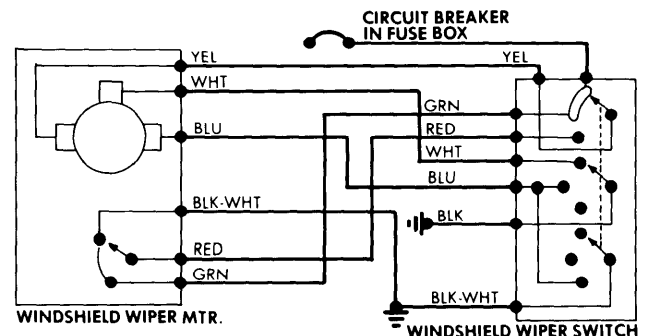 CIRCUIT BREAKER
IN FUSE BOX
YEL
YEL
WHT
GRN
BLU
RED
WHT
BLU
BLK-WHT
BLK
RED
GRN
BLK-WHT
WINDSHIELD WIPER MTR.
WINDSHIELD WIPER SWITCH